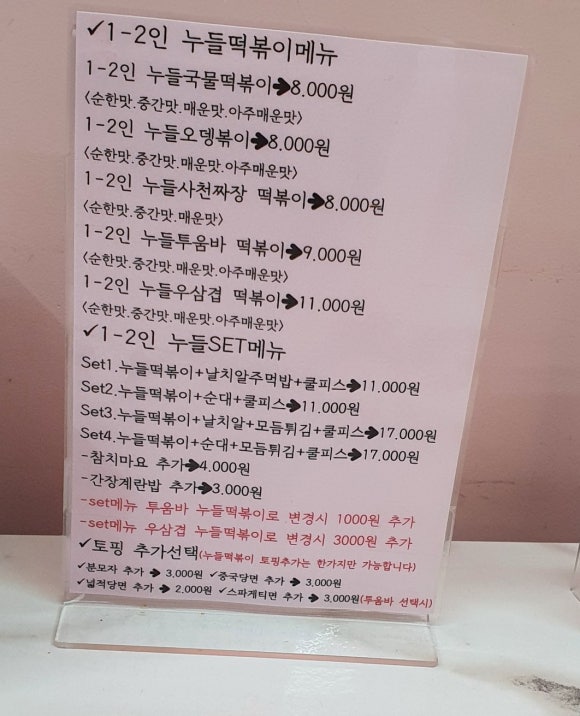 ✓1-2인 누들떡볶이메뉴
1-2인 누들국물떡볶이➜8.000원
<순한맛.중간맛.매운맛.아주매운맛>
1-2인 누들오뎅볶이➜8.000원
<순한맛.중간맛.매운맛.아주매운맛>
1-2인 누들사천짜장 떡볶이➜8.000원
<순한맛.중간맛.매운맛>
1-2인 누들투움바 떡볶이➜9.000원
<순한맛.중간맛.매운맛.아주매운맛>
1-2인 누들우삼겹 떡볶이➜11.000원
<순한맛.중간맛.매운맛.아주매운맛>
✓1-2인 누들SET메뉴
Set1.누들떡볶이+날치알주먹밥+쿨피스➜11.000원
Set2.누들떡볶이+순대+쿨피스➜11.000원
Set3.누들떡볶이+날치알+모듬튀김+쿨피스➜17.000원
Set4.누들떡볶이+순대+모듬튀김+쿨피스➜17.000원
-참치마요 추가➜4.000원
-간장계란밥 추가➜3.000원
-set메뉴 투움바 누들떡볶이로 변경시 1000원 추가
-set메뉴 우삼겹 누들떡볶이로 변경시 3000원 추가
✓토핑 추가선택(누들떡볶이 토핑추가는 한가지만 가능합니다)
✓분모자 추가 ➜ 3,000원 ✓중국당면 추가 ➜ 3,000원
✓넓적당면 추가 ➜ 2,000원 ✓스파게티면 추가 ➜ 3,000원(투움바 선택시)